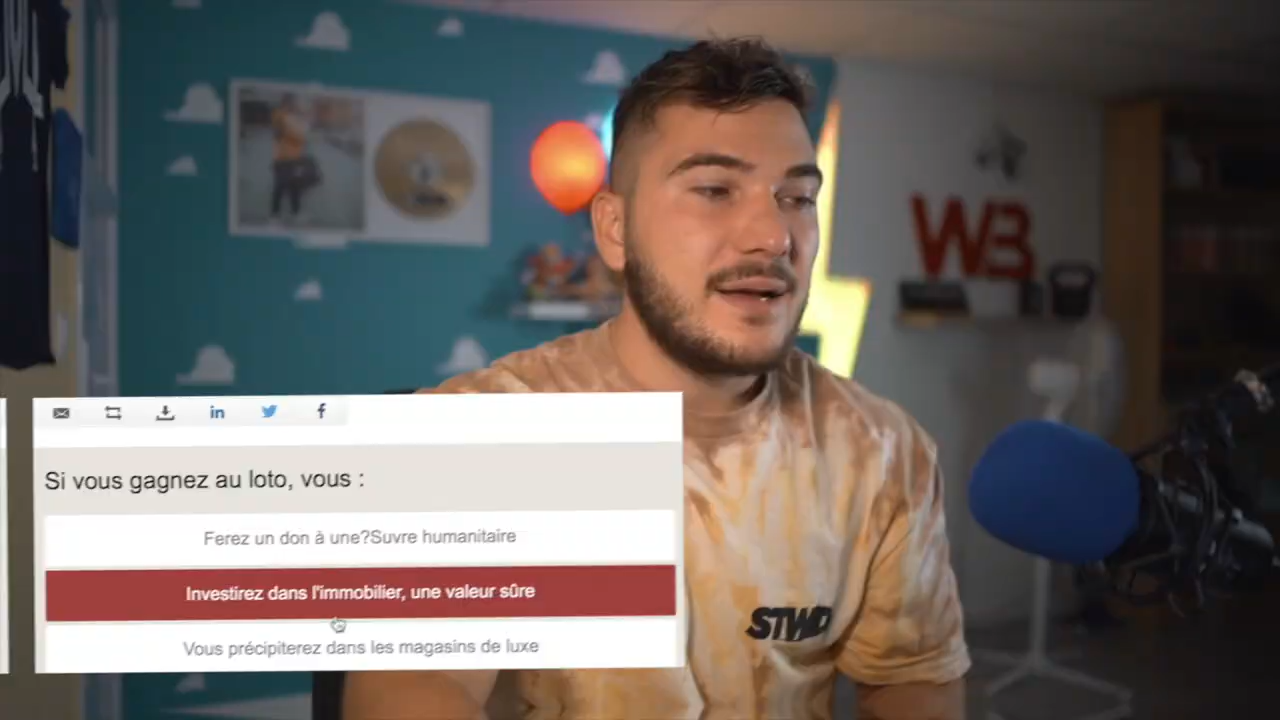 WB
in
f
Si vous gagnez au loto, vous :
Ferez un don à une?Suvre humanitaire
Investirez dans l'immobilier, une valeur sûre
Vous précipiterez dans les magasins de luxe
STWD